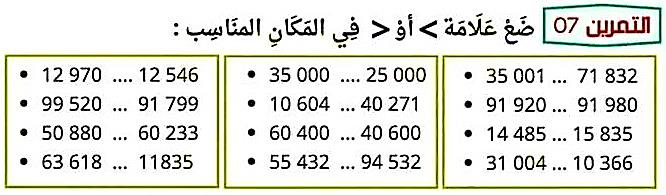 التمرين 07 ضَعْ عَلَامَة > أوْ < فِي المَكَانِ المنَاسِب :
• 12 970 .... 12 546
• 99 520 ... 91 799
• 50 880 ... 60 233
• 63 618 ... 11835
• 35 000 .... 25 000
• 10 604 ... 40 271
• 60 400 ... 40 600
• 55 432 ... 94 532
• 35 001 ... 71 832
• 91 920 ... 91 980
• 14 485 ... 15 835
• 31 004 ... 10 366